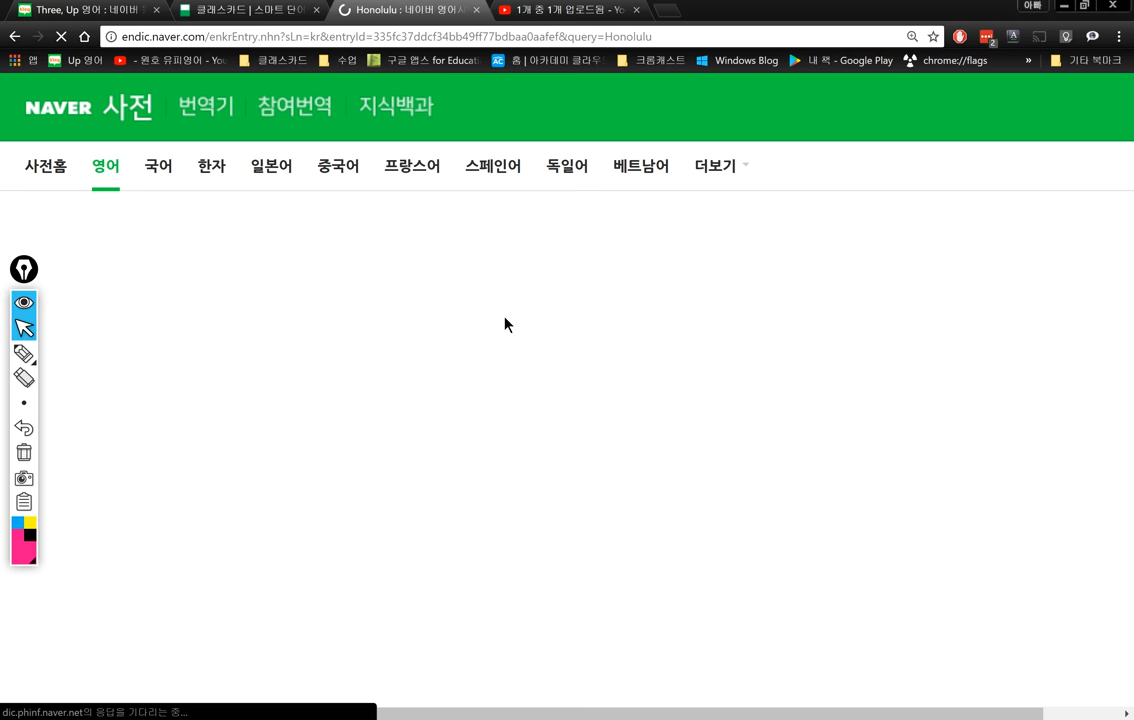 Three, Up 영어 : 네이버
클래스카드 | 스마트 단어
Honolulu : 네이버 영어사
1개 중 1개 업로드됨 - Yo
아빠
endic.naver.com/enkrEntry.nhn?sLn=kr&entryId=335fc37ddcf34bb49ff77bdbaa0aafef&query=Honolulu
2
앱
Up 영어
- 원호 유피영어 - You
클래스카드
수업
구글 앱스 for Educati
홈 | 아카데미 클라우드
크롬캐스트
Windows Blog
내 책 - Google Play
chrome://flags
»
기타 북마크
NAVER 사전
번역기
참여번역
지식백과
사전홈
영어
국어
한자
일본어
중국어
프랑스어
스페인어
독일어
베트남어
더보기
dic.phinf.naver.net의 응답을 기다리는 중...